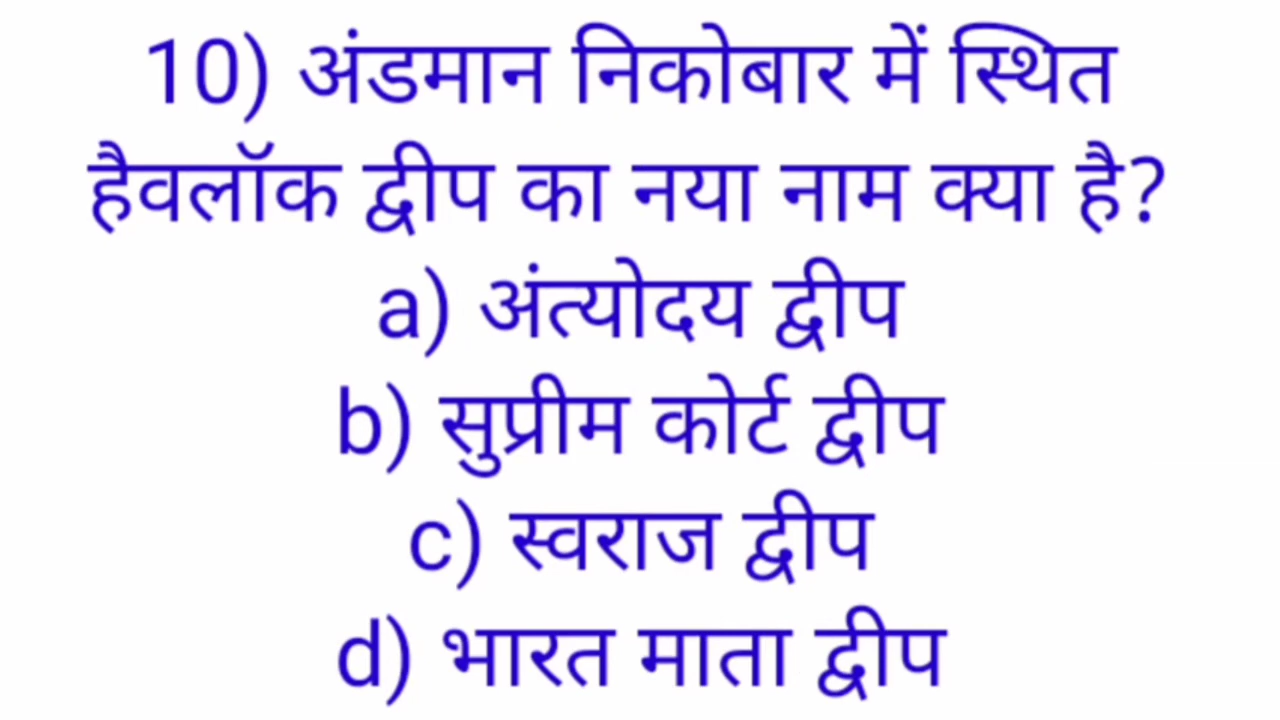 10) अंडमान निकोबार में स्थित
हैवलॉक द्वीप का नया नाम क्या है?
a) अंत्योदय द्वीप
b) सुप्रीम कोर्ट द्वीप
c) स्वराज द्वीप
d) भारत माता द्वीप